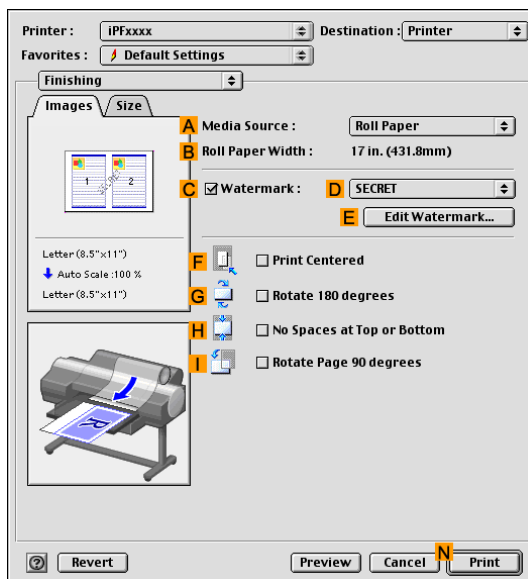 Printer : iPFxxxx Destination : Printer
Favorites : Default Settings
Finishing
Images Size
A Media Source : Roll Paper
B Roll Paper Width : 17 in. (431.8mm)
C Watermark : D SECRET
E Edit Watermark...
1 SECRET 2
Letter (8.5"x11")
Auto Scale :100 %
Letter (8.5"x11")
F Print Centered
G Rotate 180 degrees
H No Spaces at Top or Bottom
I Rotate Page 90 degrees
R
? Revert Preview Cancel N Print